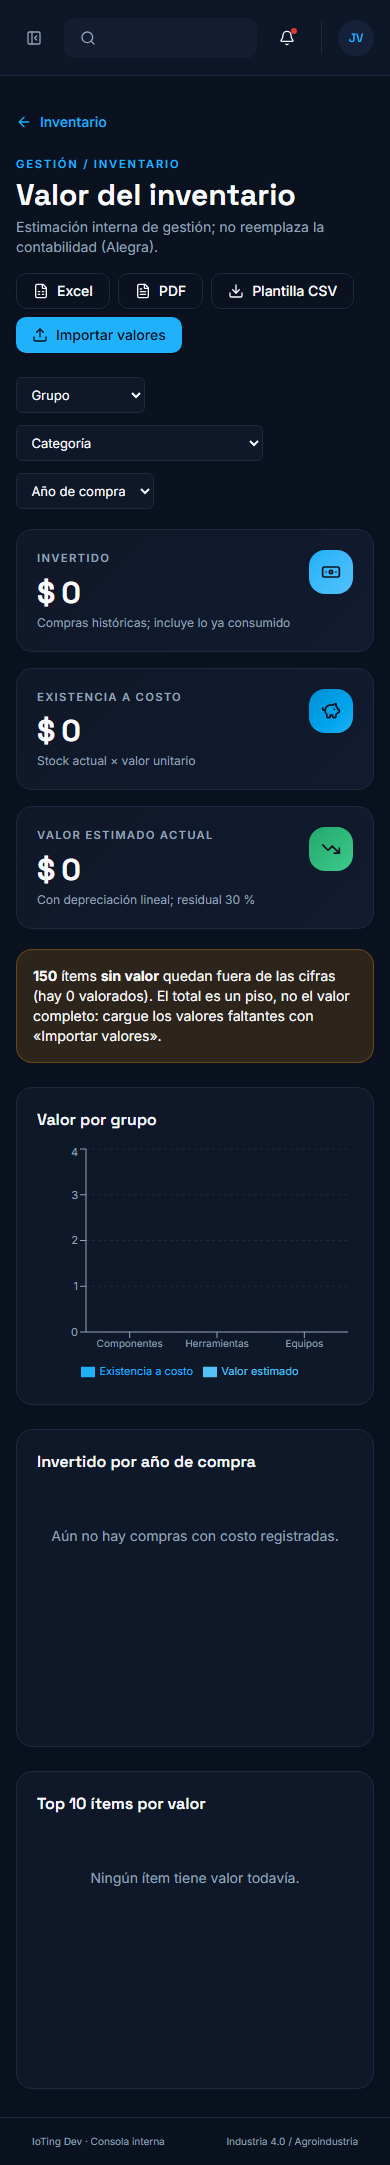 JV
Inventario
GESTIÓN / INVENTARIO
Valor del inventario
Estimación interna de gestión; no reemplaza la
contabilidad (Alegra).
Excel
PDF
Plantilla CSV
Importar valores
Grupo
Categoría
Año de compra
INVERTIDO
$ 0
Compras históricas; incluye lo ya consumido
EXISTENCIA A COSTO
$ 0
Stock actual × valor unitario
VALOR ESTIMADO ACTUAL
$ 0
Con depreciación lineal; residual 30 %
150 ítems sin valor quedan fuera de las cifras
(hay 0 valorados). El total es un piso, no el valor
completo: cargue los valores faltantes con
«Importar valores».
Valor por grupo
4
3
2
1
0
Componentes Herramientas Equipos
Existencia a costo Valor estimado
Invertido por año de compra
Aún no hay compras con costo registradas.
Top 10 ítems por valor
Ningún ítem tiene valor todavía.
IoTing Dev · Consola interna
Industria 4.0 / Agroindustria